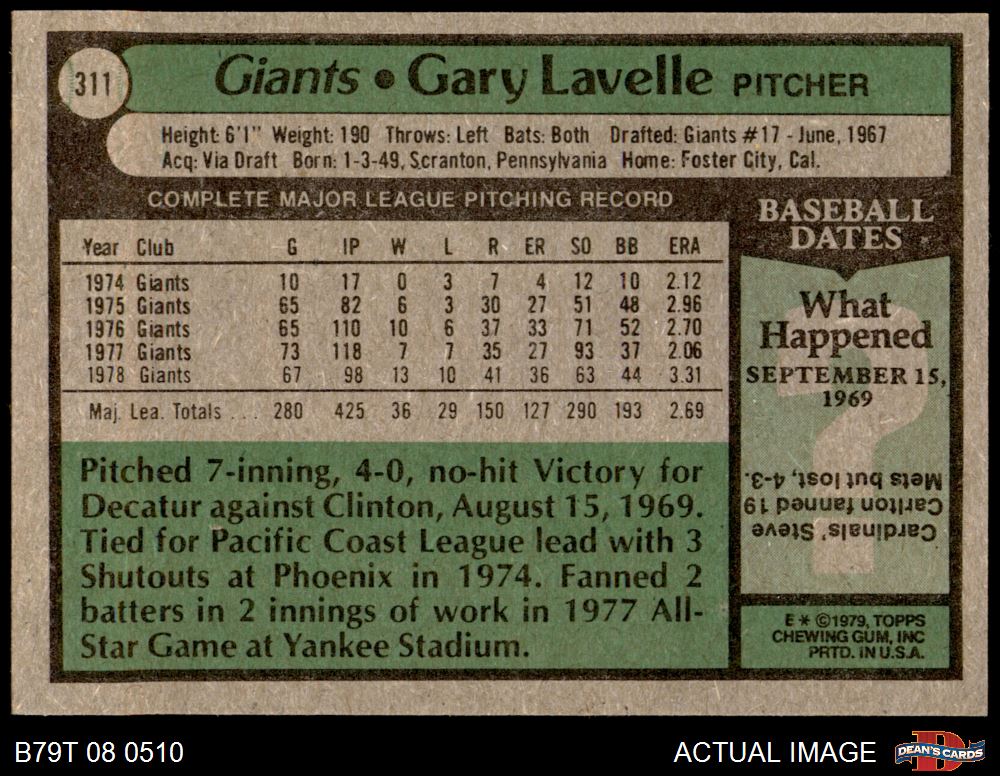 311
Giants • Gary Lavelle PITCHER
Height: 6'1" Weight: 190 Throws: Left Bats: Both Drafted: Giants #17 - June, 1967
Acq: Via Draft Born: 1-3-49, Scranton, Pennsylvania Home: Foster City, Cal.
COMPLETE MAJOR LEAGUE PITCHING RECORD
Year Club G IP W L R ER SO BB ERA
1974 Giants 10 17 0 3 7 4 12 10 2.12
1975 Giants 65 82 6 3 30 27 51 48 2.96
1976 Giants 65 110 10 6 37 33 71 52 2.70
1977 Giants 73 118 7 7 35 27 93 37 2.06
1978 Giants 67 98 13 10 41 36 63 44 3.31
Maj. Lea. Totals . . . 280 425 36 29 150 127 290 193 2.69
Pitched 7-inning, 4-0, no-hit Victory for
Decatur against Clinton, August 15, 1969.
Tied for Pacific Coast League lead with 3
Shutouts at Phoenix in 1974. Fanned 2
batters in 2 innings of work in 1977 All-
Star Game at Yankee Stadium.
BASEBALL
DATES
What
Happened
SEPTEMBER 15,
1969
?
Cardinals' Steve
Carlton fanned 19
Mets but lost, 4-3.
E * ©1979, TOPPS
CHEWING GUM, INC
PRTD. IN U.S.A.
B79T 08 0510
ACTUAL IMAGE
DEAN'S CARDS